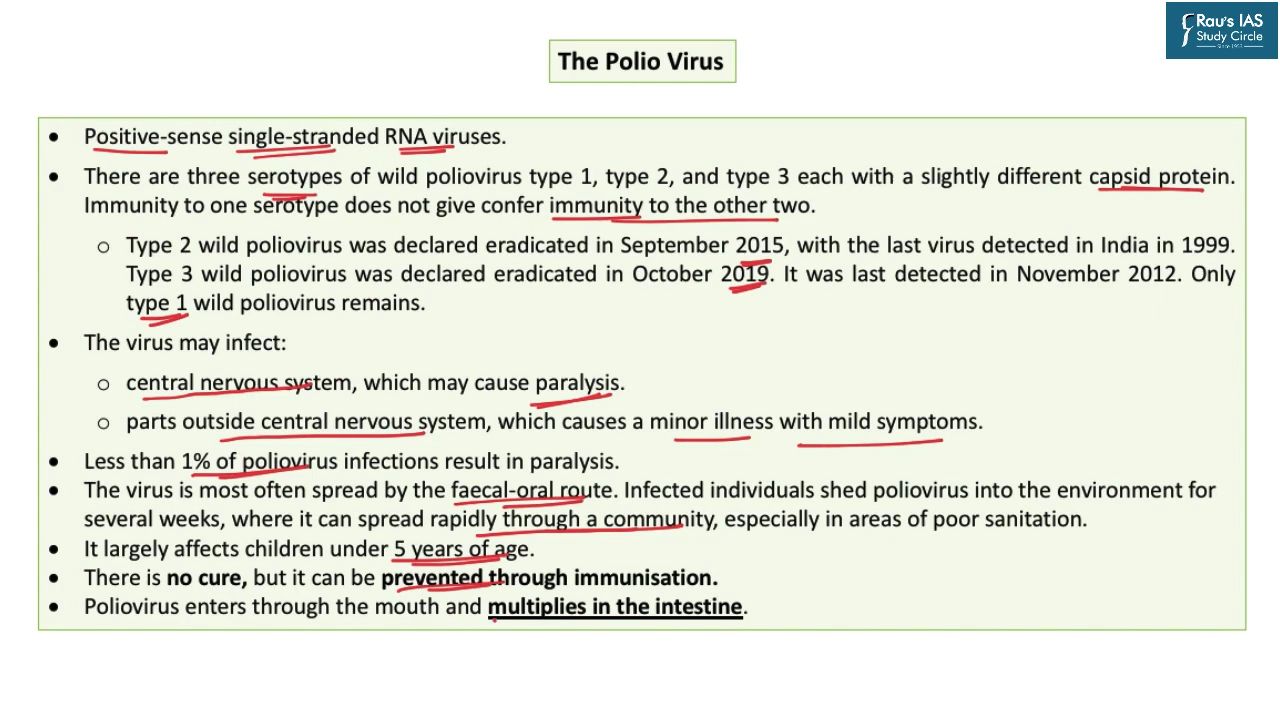 Rau's IAS
Study Circle
Since 1953
The Polio Virus
• Positive-sense single-stranded RNA viruses.
• There are three serotypes of wild poliovirus type 1, type 2, and type 3 each with a slightly different capsid protein.
Immunity to one serotype does not give confer immunity to the other two.
o Type 2 wild poliovirus was declared eradicated in September 2015, with the last virus detected in India in 1999.
Type 3 wild poliovirus was declared eradicated in October 2019. It was last detected in November 2012. Only
type 1 wild poliovirus remains.
• The virus may infect:
o central nervous system, which may cause paralysis.
o parts outside central nervous system, which causes a minor illness with mild symptoms.
• Less than 1% of poliovirus infections result in paralysis.
• The virus is most often spread by the faecal-oral route. Infected individuals shed poliovirus into the environment for
several weeks, where it can spread rapidly through a community, especially in areas of poor sanitation.
• It largely affects children under 5 years of age.
• There is no cure, but it can be prevented through immunisation.
• Poliovirus enters through the mouth and multiplies in the intestine.